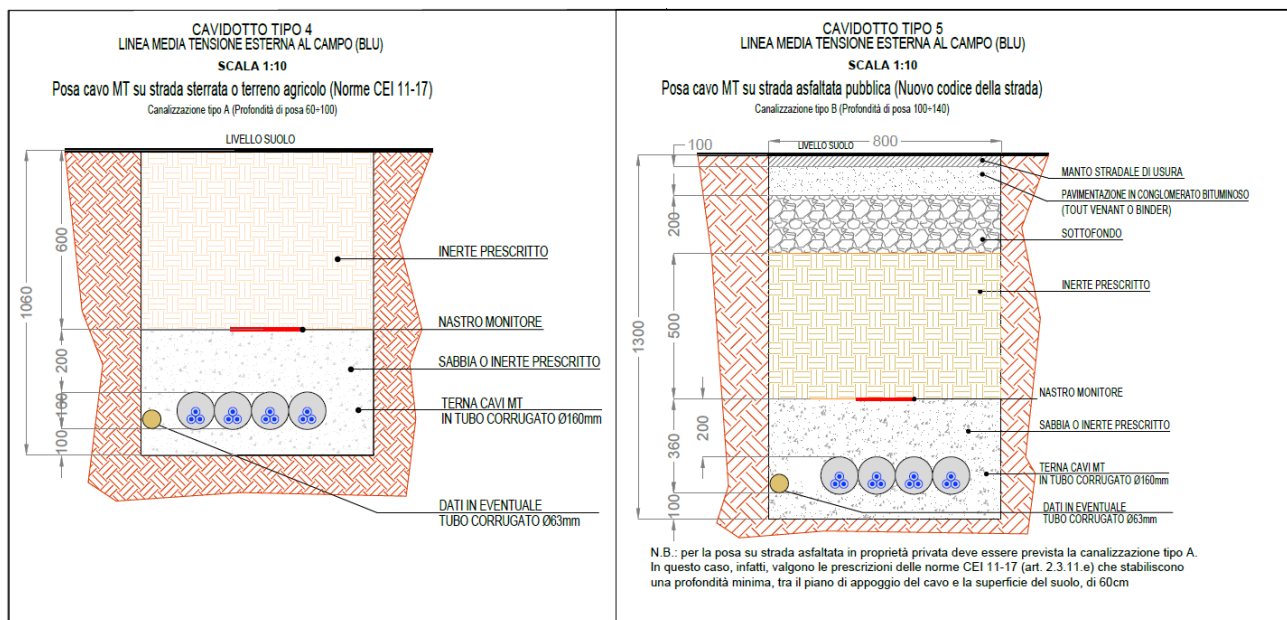 CAVIDOTTO TIPO 4
LINEA MEDIA TENSIONE ESTERNA AL CAMPO (BLU)
SCALA 1:10
Posa cavo MT su strada sterrata o terreno agricolo (Norme CEI 11-17)
Canalizzazione tipo A (Profondità di posa 60÷100)
LIVELLO SUOLO
1060
600
200
100
INERTE PRESCRITTO
NASTRO MONITORE
SABBIA O INERTE PRESCRITTO
TERNA CAVI MT
IN TUBO CORRUGATO Ø160mm
DATI IN EVENTUALE
TUBO CORRUGATO Ø63mm
CAVIDOTTO TIPO 5
LINEA MEDIA TENSIONE ESTERNA AL CAMPO (BLU)
SCALA 1:10
Posa cavo MT su strada asfaltata pubblica (Nuovo codice della strada)
Canalizzazione tipo B (Profondità di posa 100÷140)
LIVELLO SUOLO
800
100
200
500
1300
360
200
100
MANTO STRADALE DI USURA
PAVIMENTAZIONE IN CONGLOMERATO BITUMINOSO
(TOUT VENANT O BINDER)
SOTTOFONDO
INERTE PRESCRITTO
NASTRO MONITORE
SABBIA O INERTE PRESCRITTO
TERNA CAVI MT
IN TUBO CORRUGATO Ø160mm
DATI IN EVENTUALE
TUBO CORRUGATO Ø63mm
N.B.: per la posa su strada asfaltata in proprietà privata deve essere prevista la canalizzazione tipo A.
In questo caso, infatti, valgono le prescrizioni delle norme CEI 11-17 (art. 2.3.11.e) che stabiliscono
una profondità minima, tra il piano di appoggio del cavo e la superficie del suolo, di 60cm